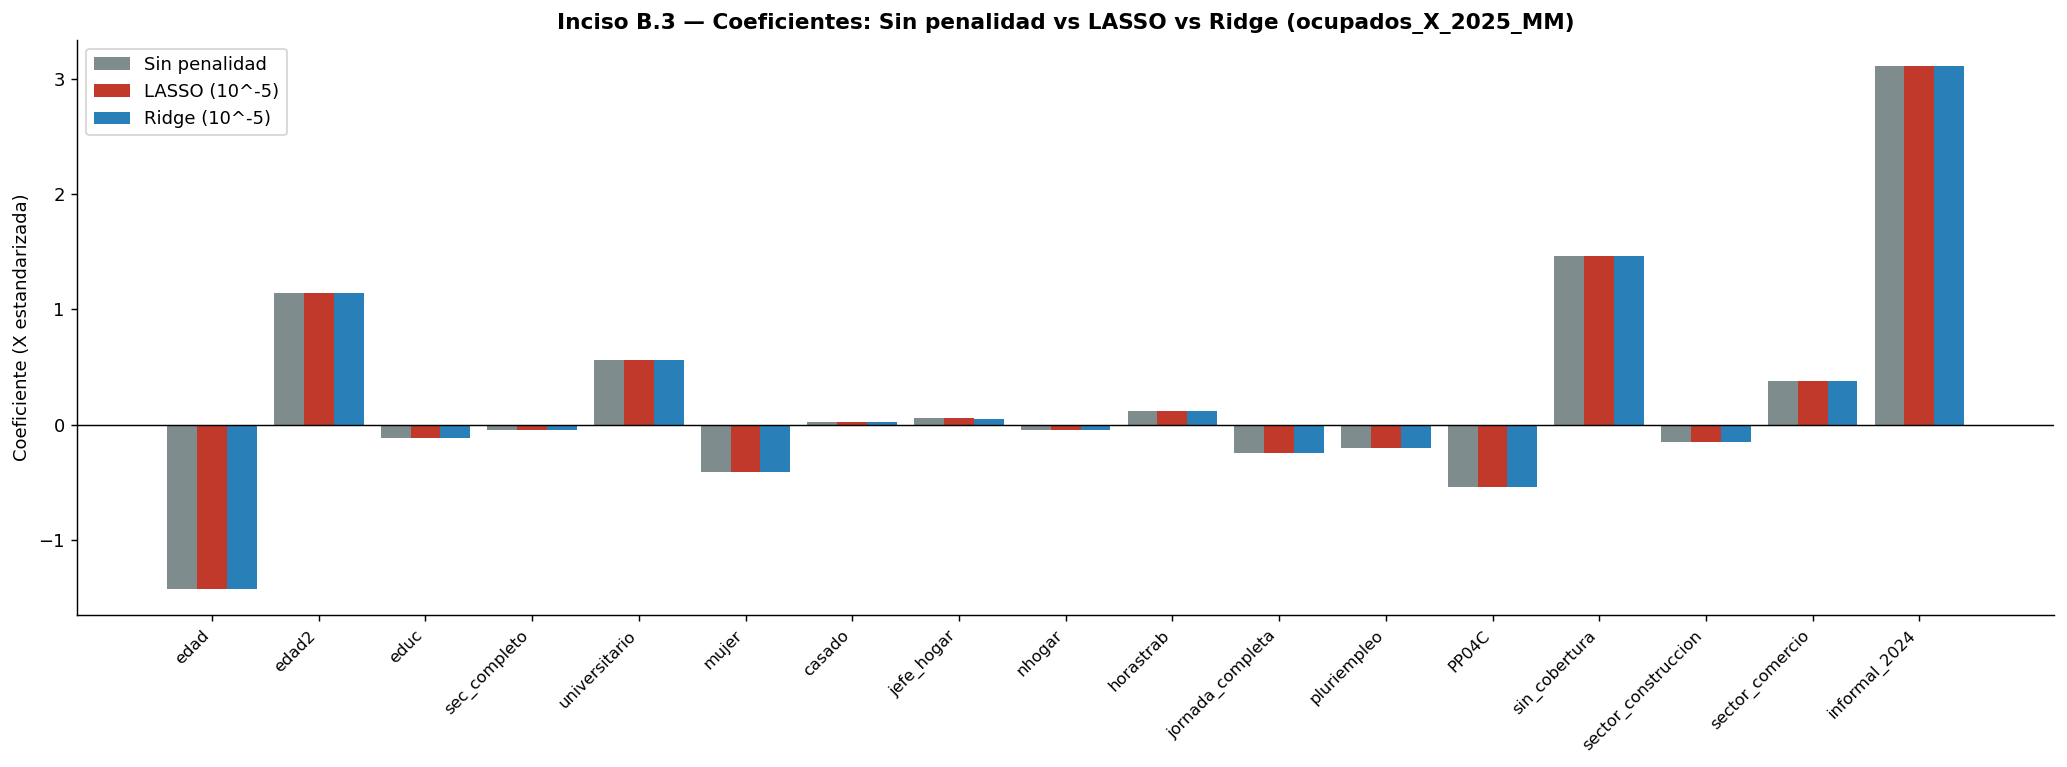 Inciso B.3 — Coeficientes: Sin penalidad vs LASSO vs Ridge (ocupados_X_2025_MM)
Sin penalidad
LASSO (10^-5)
Ridge (10^-5)
Coeficiente (X estandarizada)
3
2
1
0
−1
edad
edad2
educ
sec_completo
universitario
mujer
casado
jefe_hogar
nhogar
horastrab
jornada_completa
pluriempleo
PP04C
sin_cobertura
sector_construccion
sector_comercio
informal_2024